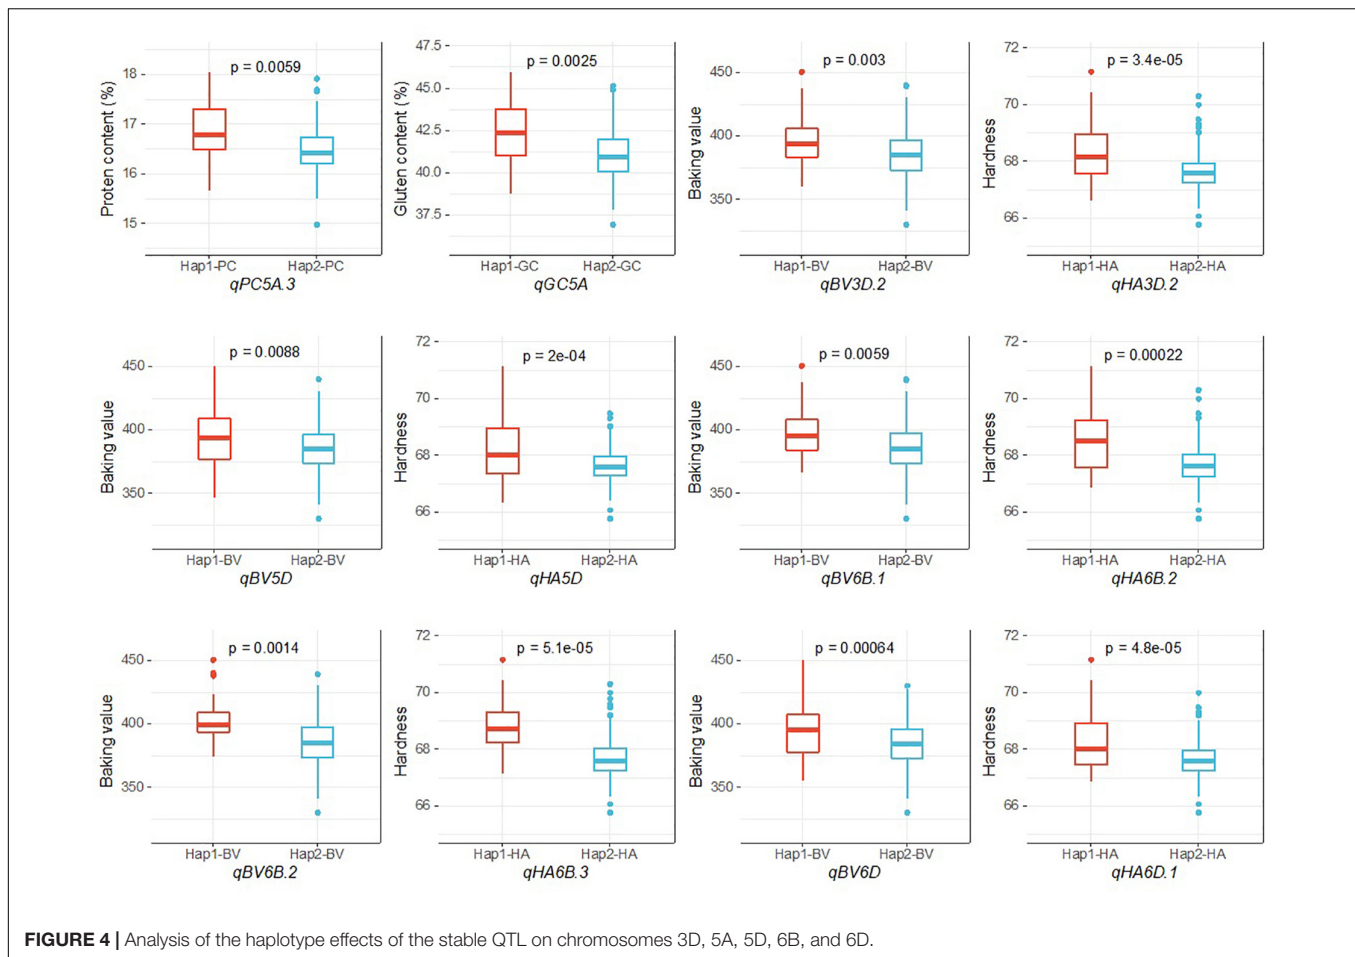 p = 0.0059
Proten content (%)
18
17
16
15
Hap1-PC Hap2-PC
qPC5A.3
p = 0.0025
Gluten content (%)
47.5
45.0
42.5
40.0
37.5
Hap1-GC Hap2-GC
qGC5A
p = 0.003
Baking value
450
400
350
Hap1-BV Hap2-BV
qBV3D.2
p = 3.4e-05
Hardness
72
70
68
66
Hap1-HA Hap2-HA
qHA3D.2
p = 0.0088
Baking value
450
400
350
Hap1-BV Hap2-BV
qBV5D
p = 2e-04
Hardness
72
70
68
66
Hap1-HA Hap2-HA
qHA5D
p = 0.0059
Baking value
450
400
350
Hap1-BV Hap2-BV
qBV6B.1
p = 0.00022
Hardness
72
70
68
66
Hap1-HA Hap2-HA
qHA6B.2
p = 0.0014
Baking value
450
400
350
Hap1-BV Hap2-BV
qBV6B.2
p = 5.1e-05
Hardness
72
70
68
66
Hap1-HA Hap2-HA
qHA6B.3
p = 0.00064
Baking value
450
400
350
Hap1-BV Hap2-BV
qBV6D
p = 4.8e-05
Hardness
72
70
68
66
Hap1-HA Hap2-HA
qHA6D.1
FIGURE 4 | Analysis of the haplotype effects of the stable QTL on chromosomes 3D, 5A, 5D, 6B, and 6D.